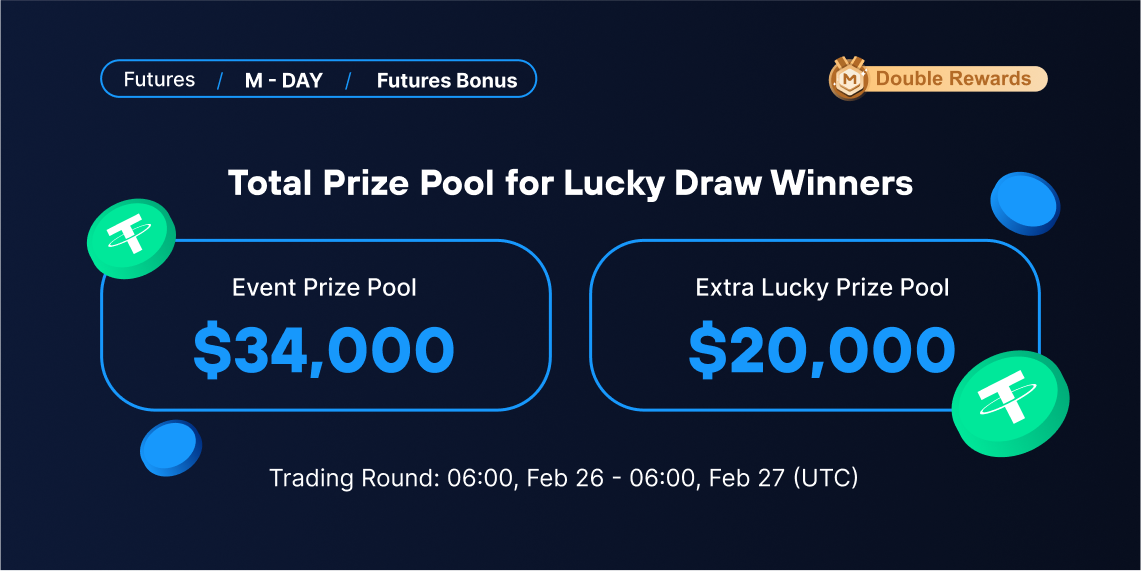 Futures / M - DAY / Futures Bonus
M Double Rewards
Total Prize Pool for Lucky Draw Winners
Event Prize Pool
$34,000
Extra Lucky Prize Pool
$20,000
Trading Round: 06:00, Feb 26 - 06:00, Feb 27 (UTC)